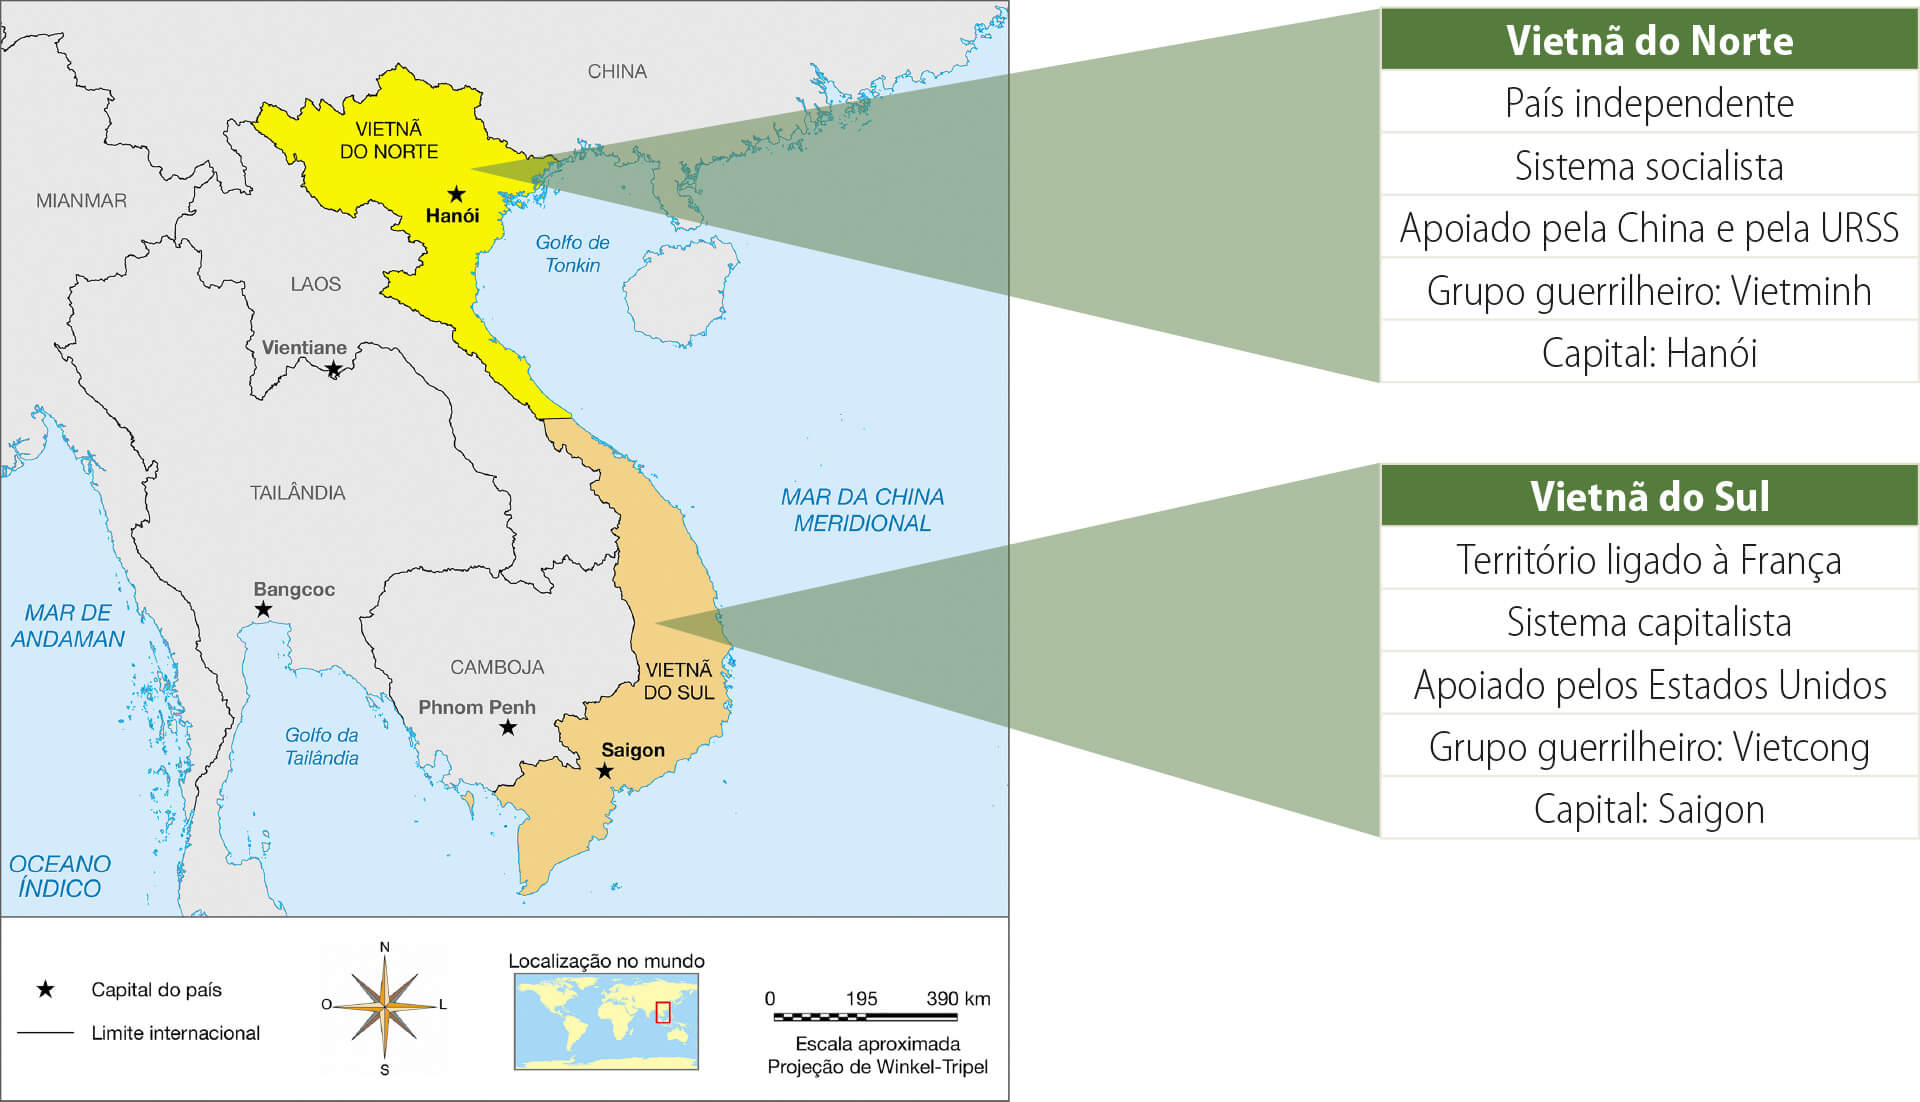 CHINA
VIETNÃ
DO NORTE
Hanói
MIANMAR
Golfo de
Tonkin
LAOS
Vientiane
TAILÂNDIA
MAR DA CHINA
MERIDIONAL
Bangcoc
MAR DE
ANDAMAN
CAMBOJA
Phnom Penh
VIETNÃ
DO SUL
Golfo da
Tailândia
Saigon
OCEANO
ÍNDICO
Capital do país
Limite internacional
N
O
L
S
Localização no mundo
0 195 390 km
Escala aproximada
Projeção de Winkel-Tripel
Vietnã do Norte
País independente
Sistema socialista
Apoiado pela China e pela URSS
Grupo guerrilheiro: Vietminh
Capital: Hanói
Vietnã do Sul
Território ligado à França
Sistema capitalista
Apoiado pelos Estados Unidos
Grupo guerrilheiro: Vietcong
Capital: Saigon